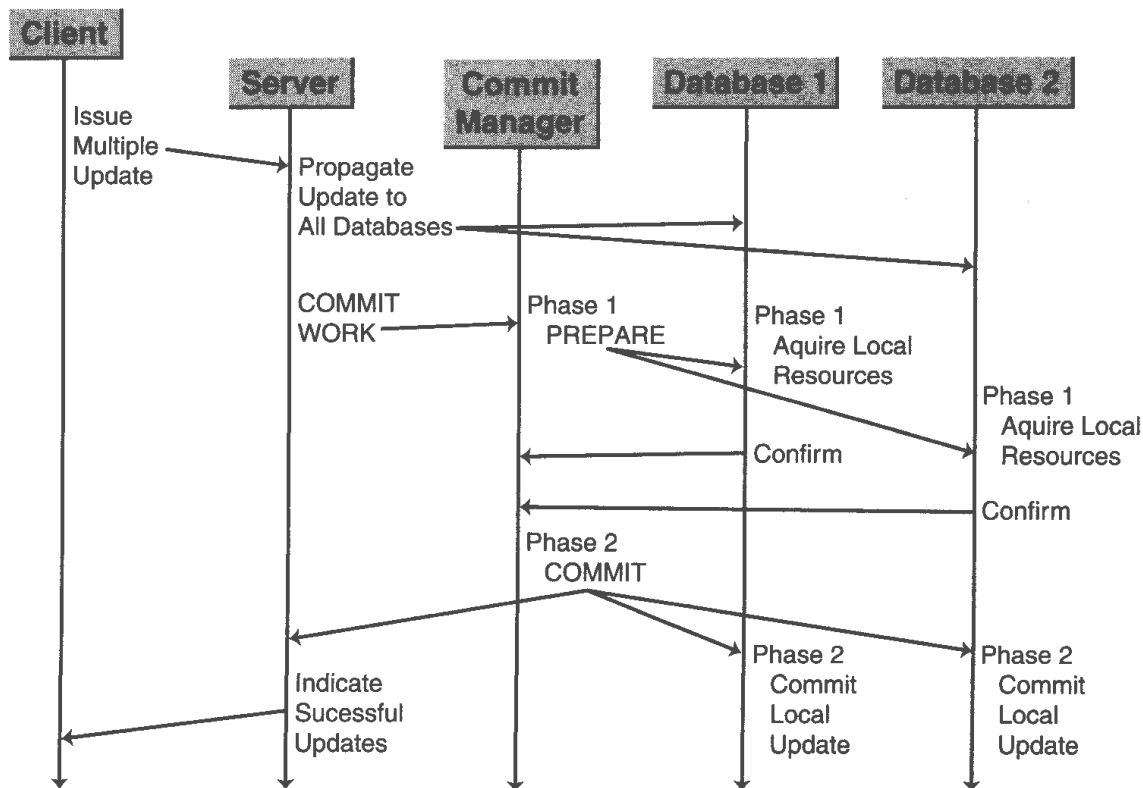 Client
Server
Commit
Manager
Database 1
Database 2
Issue
Multiple
Update
Propagate
Update to
All Databases
COMMIT
WORK
Phase 1
PREPARE
Phase 1
Aquire Local
Resources
Phase 1
Aquire Local
Resources
Confirm
Confirm
Phase 2
COMMIT
Phase 2
Commit
Local
Update
Phase 2
Commit
Local
Update
Indicate
Sucessful
Updates